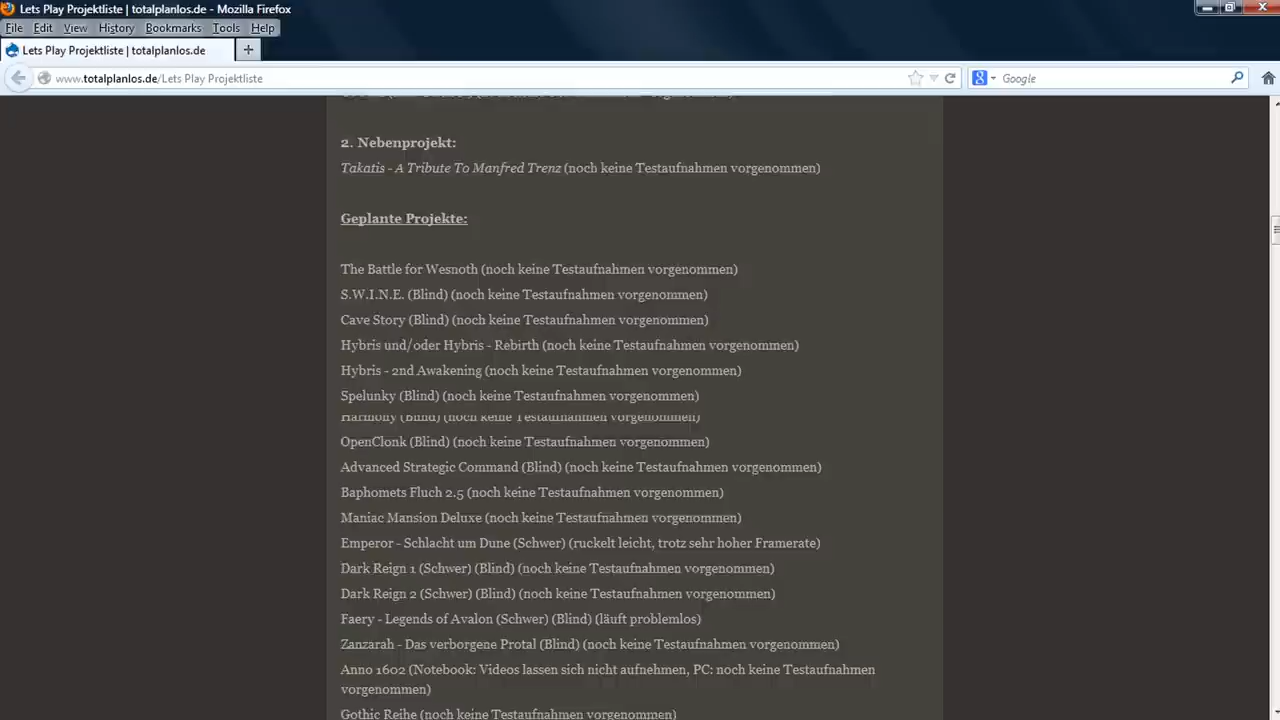 Lets Play Projektliste | totalplanlos.de - Mozilla Firefox
File Edit View History Bookmarks Tools Help
Lets Play Projektliste | totalplanlos.de
www.totalplanlos.de/Lets Play Projektliste
Google
2. Nebenprojekt:
Takatis - A Tribute To Manfred Trenz (noch keine Testaufnahmen vorgenommen)
Geplante Projekte:
The Battle for Wesnoth (noch keine Testaufnahmen vorgenommen)
S.W.I.N.E. (Blind) (noch keine Testaufnahmen vorgenommen)
Cave Story (Blind) (noch keine Testaufnahmen vorgenommen)
Hybris und/oder Hybris - Rebirth (noch keine Testaufnahmen vorgenommen)
Hybris - 2nd Awakening (noch keine Testaufnahmen vorgenommen)
Spelunky (Blind) (noch keine Testaufnahmen vorgenommen)
Harmony (Blind) (noch keine Testaufnahmen vorgenommen)
OpenClonk (Blind) (noch keine Testaufnahmen vorgenommen)
Advanced Strategic Command (Blind) (noch keine Testaufnahmen vorgenommen)
Baphomets Fluch 2.5 (noch keine Testaufnahmen vorgenommen)
Maniac Mansion Deluxe (noch keine Testaufnahmen vorgenommen)
Emperor - Schlacht um Dune (Schwer) (ruckelt leicht, trotz sehr hoher Framerate)
Dark Reign 1 (Schwer) (Blind) (noch keine Testaufnahmen vorgenommen)
Dark Reign 2 (Schwer) (Blind) (noch keine Testaufnahmen vorgenommen)
Faery - Legends of Avalon (Schwer) (Blind) (läuft problemlos)
Zanzarah - Das verborgene Protal (Blind) (noch keine Testaufnahmen vorgenommen)
Anno 1602 (Notebook: Videos lassen sich nicht aufnehmen, PC: noch keine Testaufnahmen
vorgenommen)
Gothic Reihe (noch keine Testaufnahmen vorgenommen)